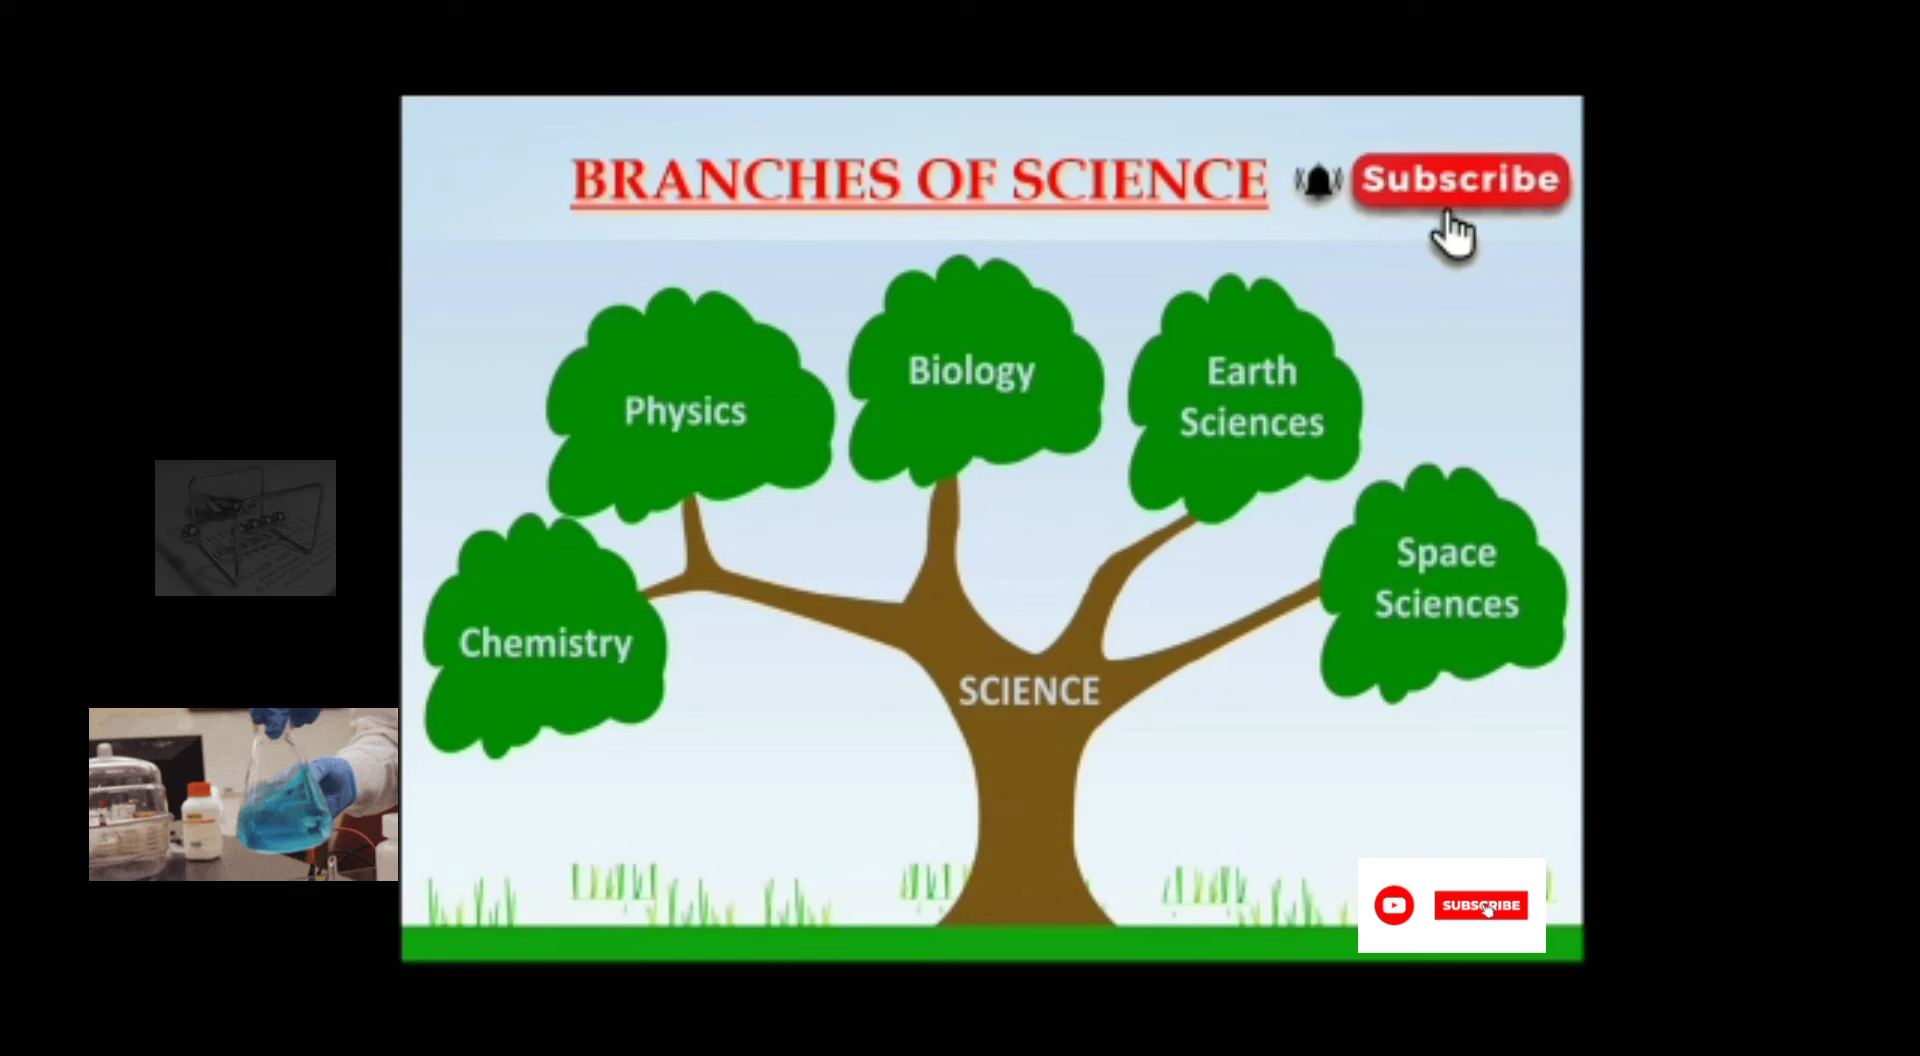 BRANCHES OF SCIENCE
Subscribe
Biology
Earth
Sciences
Physics
Space
Sciences
Chemistry
SCIENCE
SUBSCRIBE